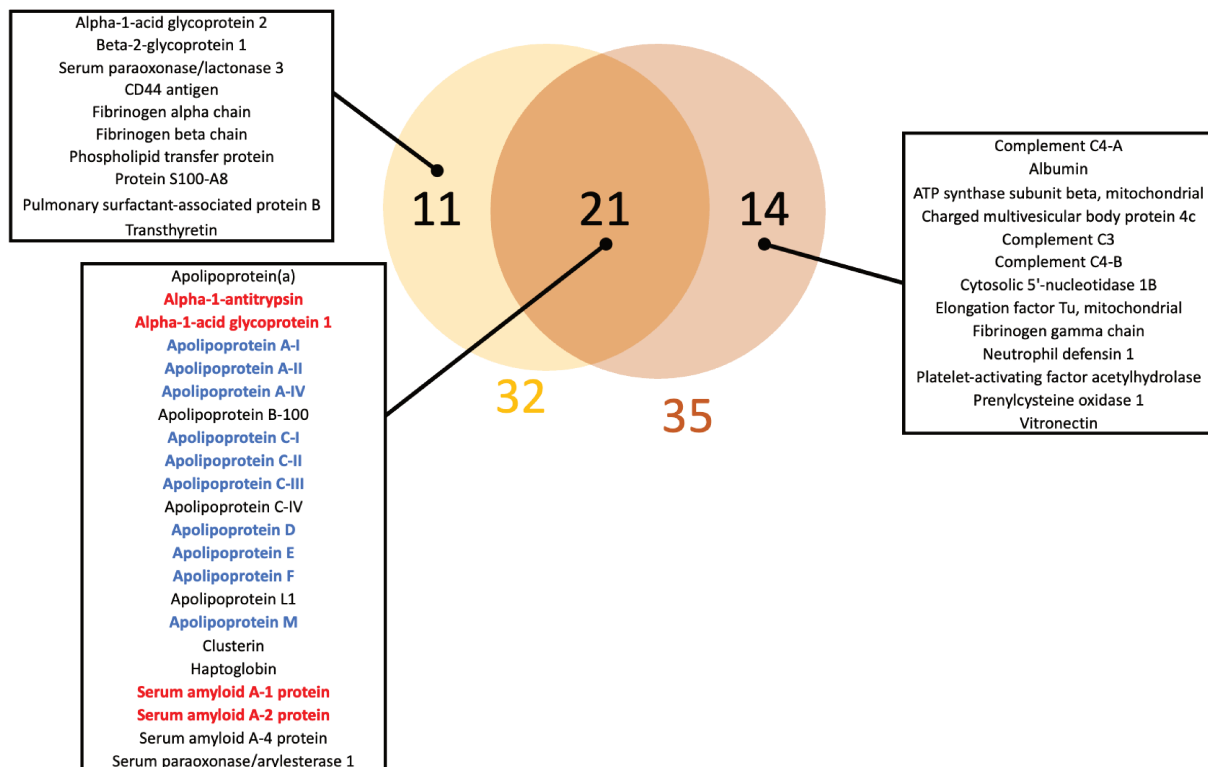 Alpha-1-acid glycoprotein 2
Beta-2-glycoprotein 1
Serum paraoxonase/lactonase 3
CD44 antigen
Fibrinogen alpha chain
Fibrinogen beta chain
Phospholipid transfer protein
Protein S100-A8
Pulmonary surfactant-associated protein B
Transthyretin
11
21
14
32
35
Apolipoprotein(a)
Alpha-1-antitrypsin
Alpha-1-acid glycoprotein 1
Apolipoprotein A-I
Apolipoprotein A-II
Apolipoprotein A-IV
Apolipoprotein B-100
Apolipoprotein C-I
Apolipoprotein C-II
Apolipoprotein C-III
Apolipoprotein C-IV
Apolipoprotein D
Apolipoprotein E
Apolipoprotein F
Apolipoprotein L1
Apolipoprotein M
Clusterin
Haptoglobin
Serum amyloid A-1 protein
Serum amyloid A-2 protein
Serum amyloid A-4 protein
Serum paraoxonase/arylesterase 1
Complement C4-A
Albumin
ATP synthase subunit beta, mitochondrial
Charged multivesicular body protein 4c
Complement C3
Complement C4-B
Cytosolic 5'-nucleotidase 1B
Elongation factor Tu, mitochondrial
Fibrinogen gamma chain
Neutrophil defensin 1
Platelet-activating factor acetylhydrolase
Prenylcysteine oxidase 1
Vitronectin